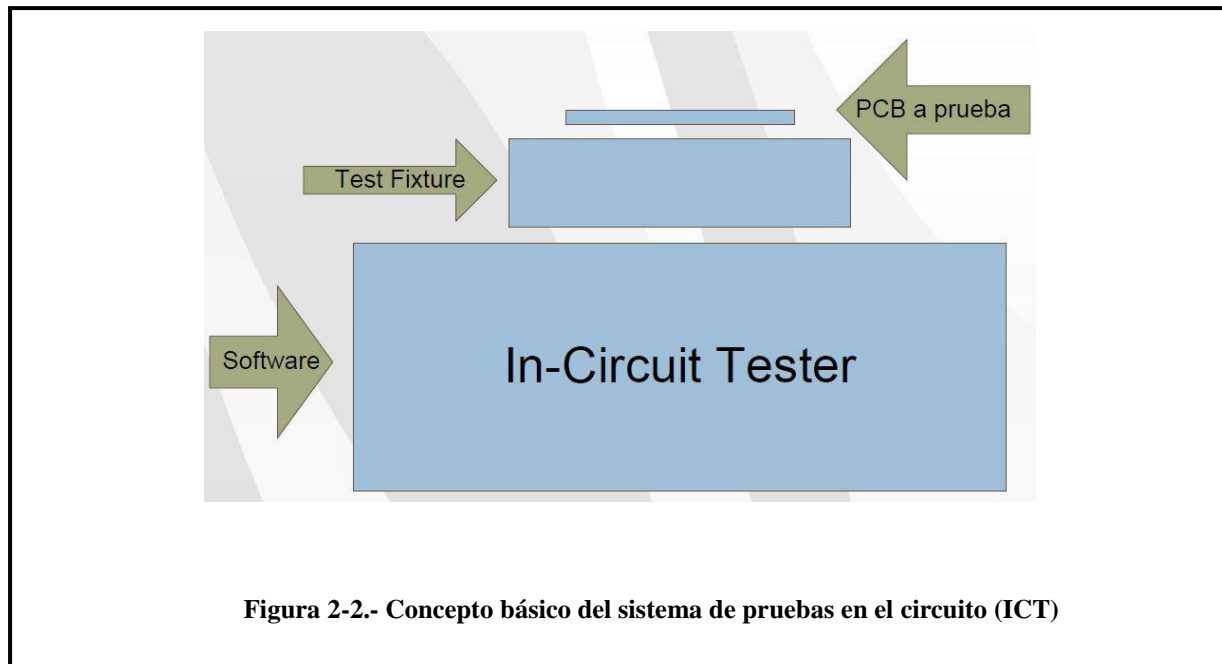 PCB a prueba
Test Fixture
Software
In-Circuit Tester
Figura 2-2.- Concepto básico del sistema de pruebas en el circuito (ICT)